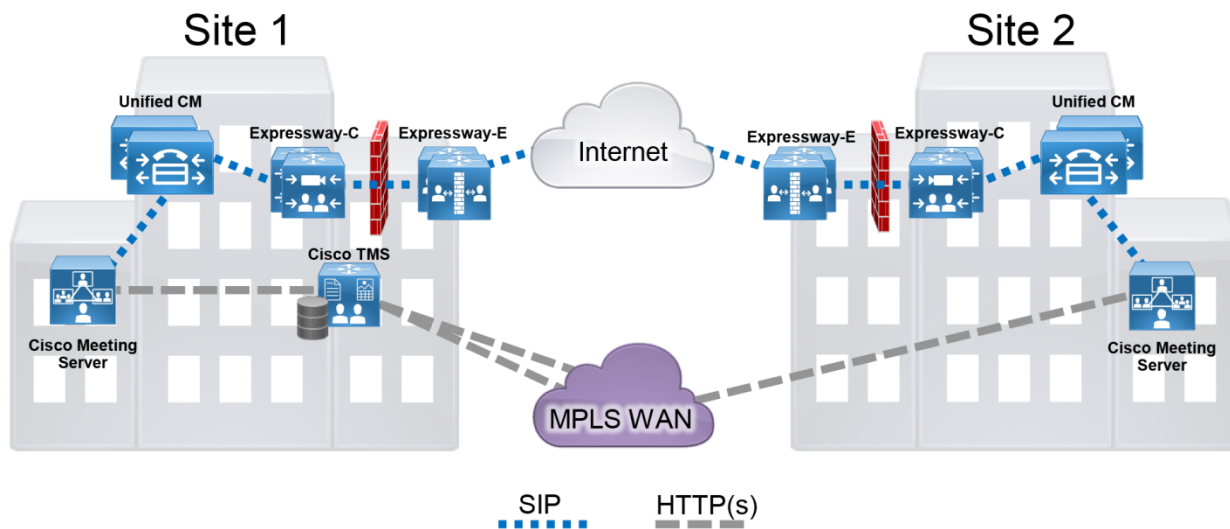 Site 1
Site 2
Unified CM
Unified CM
Expressway-C
Expressway-E
Expressway-E
Expressway-C
Internet
Cisco TMS
Cisco Meeting
Server
Cisco Meeting
Server
MPLS WAN
SIP
HTTP(s)